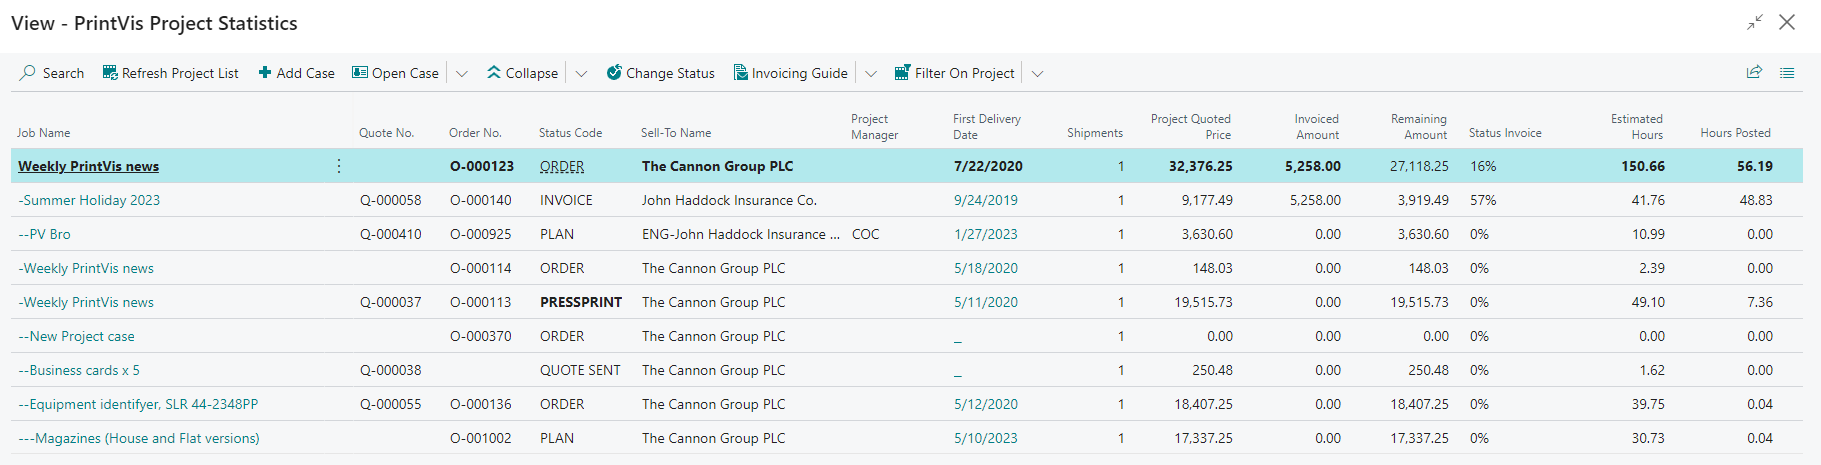 View - PrintVis Project Statistics
Search Refresh Project List Add Case Open Case Collapse Change Status Invoicing Guide Filter On Project
Job Name Quote No. Order No. Status Code Sell-To Name Project Manager First Delivery Date Shipments Project Quoted Price Invoiced Amount Remaining Amount Status Invoice Estimated Hours Hours Posted
Weekly PrintVis news O-000123 ORDER The Cannon Group PLC 7/22/2020 1 32,376.25 5,258.00 27,118.25 16% 150.66 56.19
-Summer Holiday 2023 Q-000058 O-000140 INVOICE John Haddock Insurance Co. 9/24/2019 1 9,177.49 5,258.00 3,919.49 57% 41.76 48.83
--PV Bro Q-000410 O-000925 PLAN ENG-John Haddock Insurance ... COC 1/27/2023 1 3,630.60 0.00 3,630.60 0% 10.99 0.00
-Weekly PrintVis news O-000114 ORDER The Cannon Group PLC 5/18/2020 1 148.03 0.00 148.03 0% 2.39 0.00
-Weekly PrintVis news Q-000037 O-000113 PRESSPRINT The Cannon Group PLC 5/11/2020 1 19,515.73 0.00 19,515.73 0% 49.10 7.36
--New Project case O-000370 ORDER The Cannon Group PLC _ 1 0.00 0.00 0.00 0% 0.00 0.00
--Business cards x 5 Q-000038 QUOTE SENT The Cannon Group PLC _ 1 250.48 0.00 250.48 0% 1.62 0.00
--Equipment identifyer, SLR 44-2348PP Q-000055 O-000136 ORDER The Cannon Group PLC 5/12/2020 1 18,407.25 0.00 18,407.25 0% 39.75 0.04
---Magazines (House and Flat versions) O-001002 PLAN The Cannon Group PLC 5/10/2023 1 17,337.25 0.00 17,337.25 0% 30.73 0.04